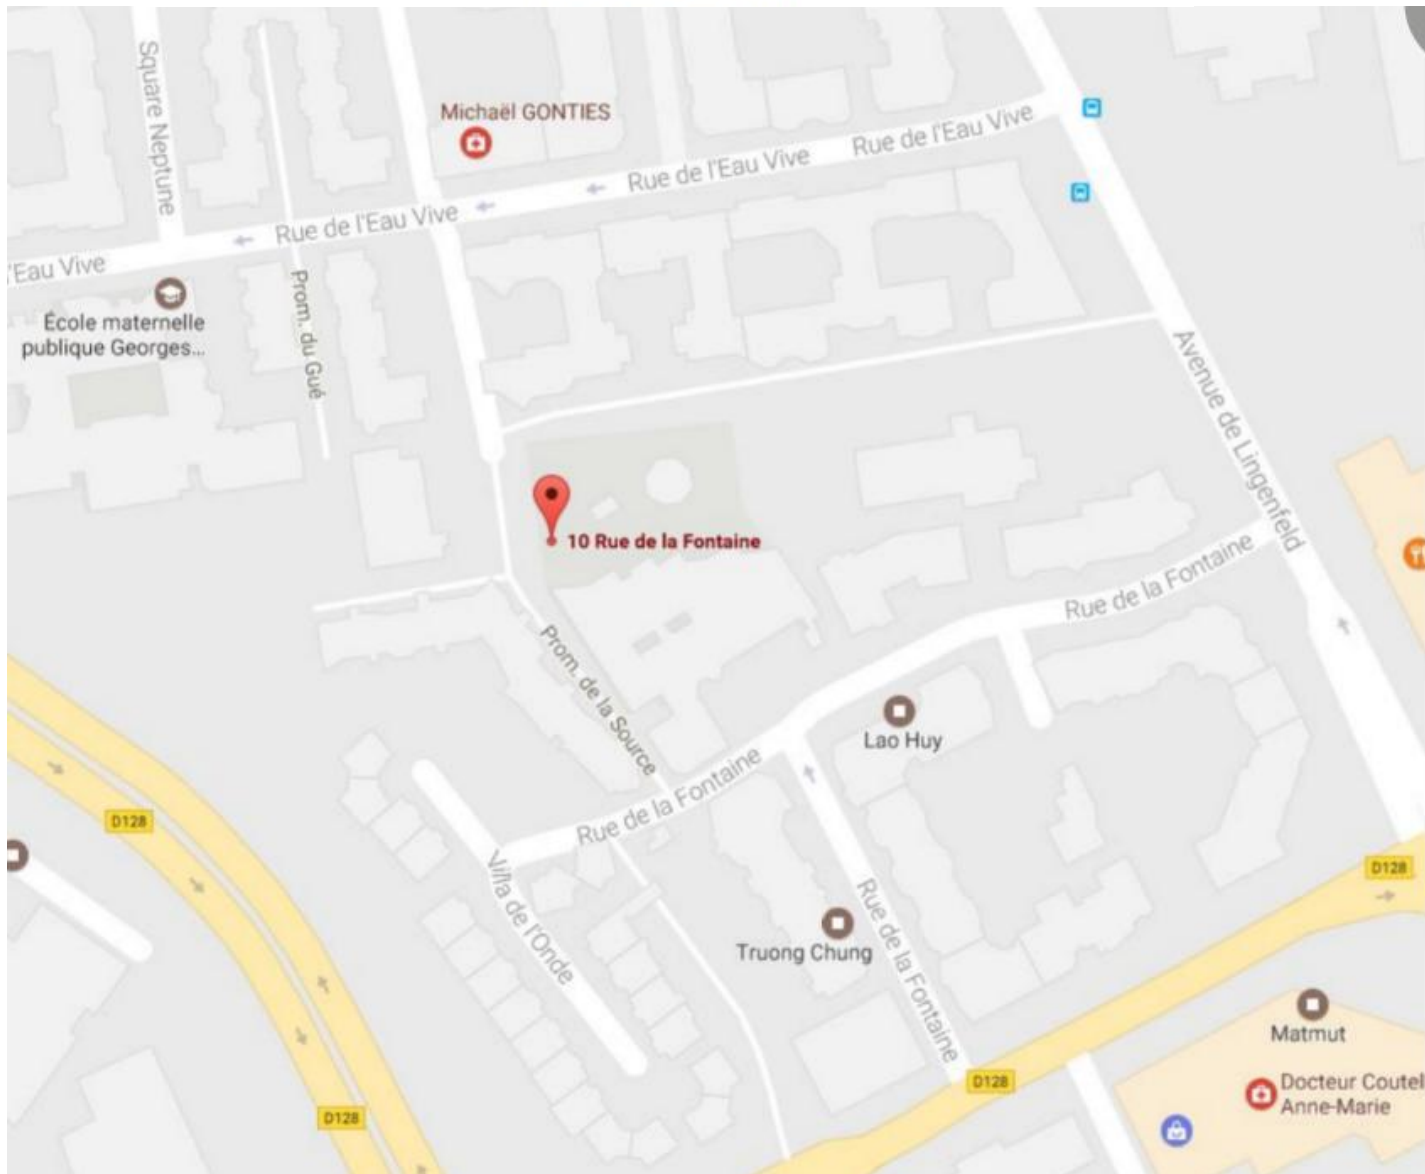 Michaël GONTIES
Square Neptune
Rue de l'Eau Vive
Rue de l'Eau Vive
Rue de l'Eau Vive
l'Eau Vive
École maternelle
publique Georges...
Prom. du Gué
Avenue de Lingenfeld
10 Rue de la Fontaine
Rue de la Fontaine
Prom. de la Source
Lao Huy
Rue de la Fontaine
D128
Villa de l'Onde
D128
Rue de la Fontaine
Truong Chung
Matmut
D128
Docteur Coutel
Anne-Marie
D128